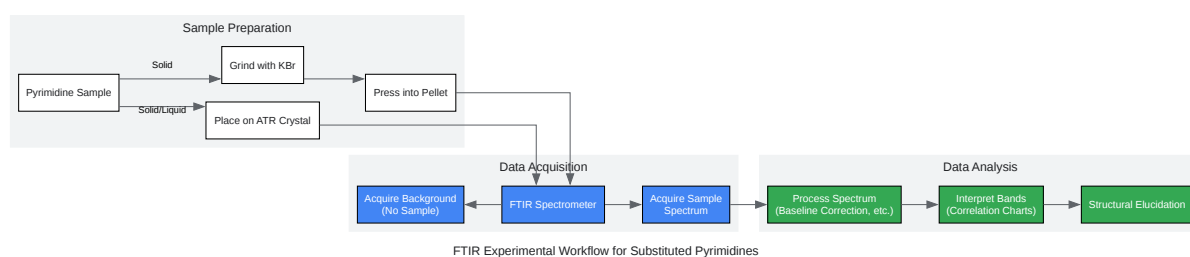 Sample Preparation
Solid
Grind with KBr
Pyrimidine Sample
Press into Pellet
Solid/Liquid
Place on ATR Crystal
Data Acquisition
Acquire Background
(No Sample)
FTIR Spectrometer
Acquire Sample
Spectrum
Data Analysis
Process Spectrum
(Baseline Correction, etc.)
Interpret Bands
(Correlation Charts)
Structural Elucidation
FTIR Experimental Workflow for Substituted Pyrimidines